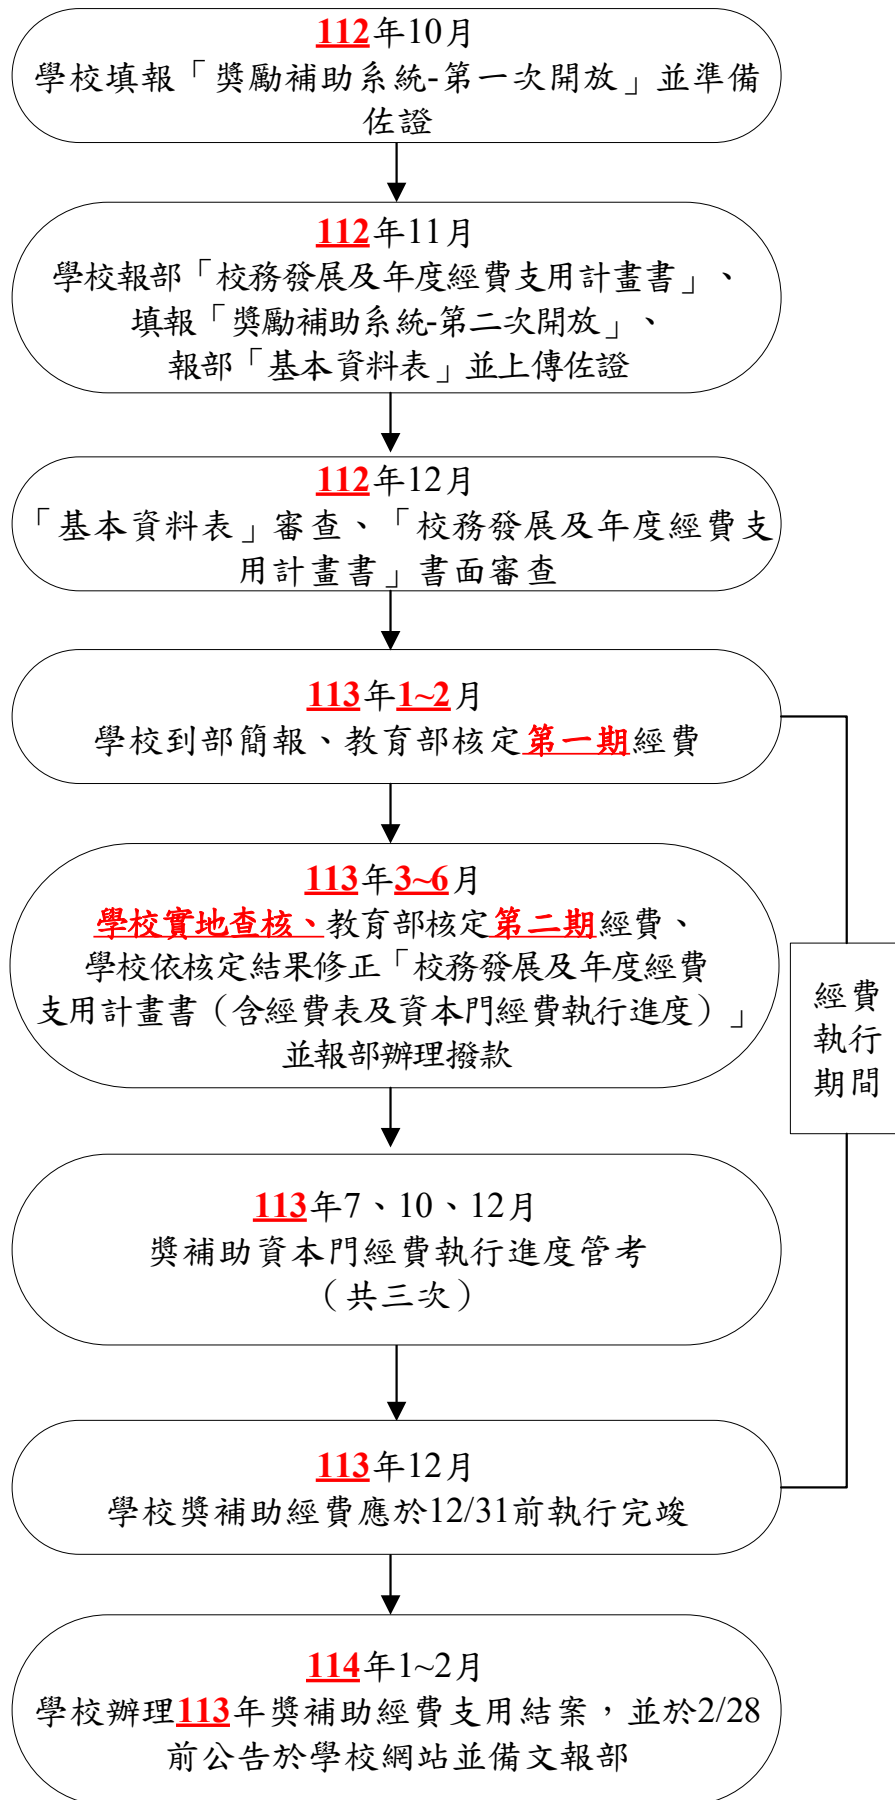 112年10月
學校填報「獎勵補助系統-第一次開放」並準備
佐證
112年11月
學校報部「校務發展及年度經費支用計畫書」、
填報「獎勵補助系統-第二次開放」、
報部「基本資料表」並上傳佐證
112年12月
「基本資料表」審查、「校務發展及年度經費支
用計畫書」書面審查
113年1~2月
學校到部簡報、教育部核定第一期經費
113年3~6月
學校實地查核、教育部核定第二期經費、
學校依核定結果修正「校務發展及年度經費
支用計畫書（含經費表及資本門經費執行進度）」
並報部辦理撥款
經費
執行
期間
113年7、10、12月
獎補助資本門經費執行進度管考
（共三次）
113年12月
學校獎補助經費應於12/31前執行完竣
114年1~2月
學校辦理113年獎補助經費支用結案，並於2/28
前公告於學校網站並備文報部